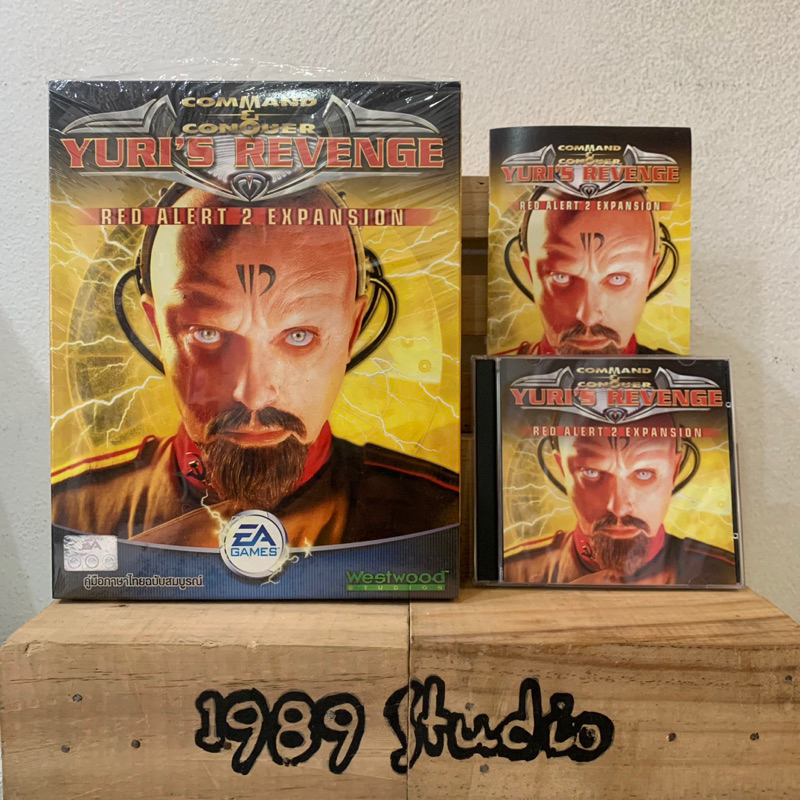 COMMAND
&
CONQUER
YURI'S REVENGE
RED ALERT 2 EXPANSION
EA
GAMES
EA
คู่มือภาษาไทยฉบับสมบูรณ์
Westwood
STUDIOS
COMMAND
&
CONQUER
YURI'S REVENGE
RED ALERT 2 EXPANSION
COMMAND
&
CONQUER
YURI'S REVENGE
RED ALERT 2 EXPANSION
1989 Studio